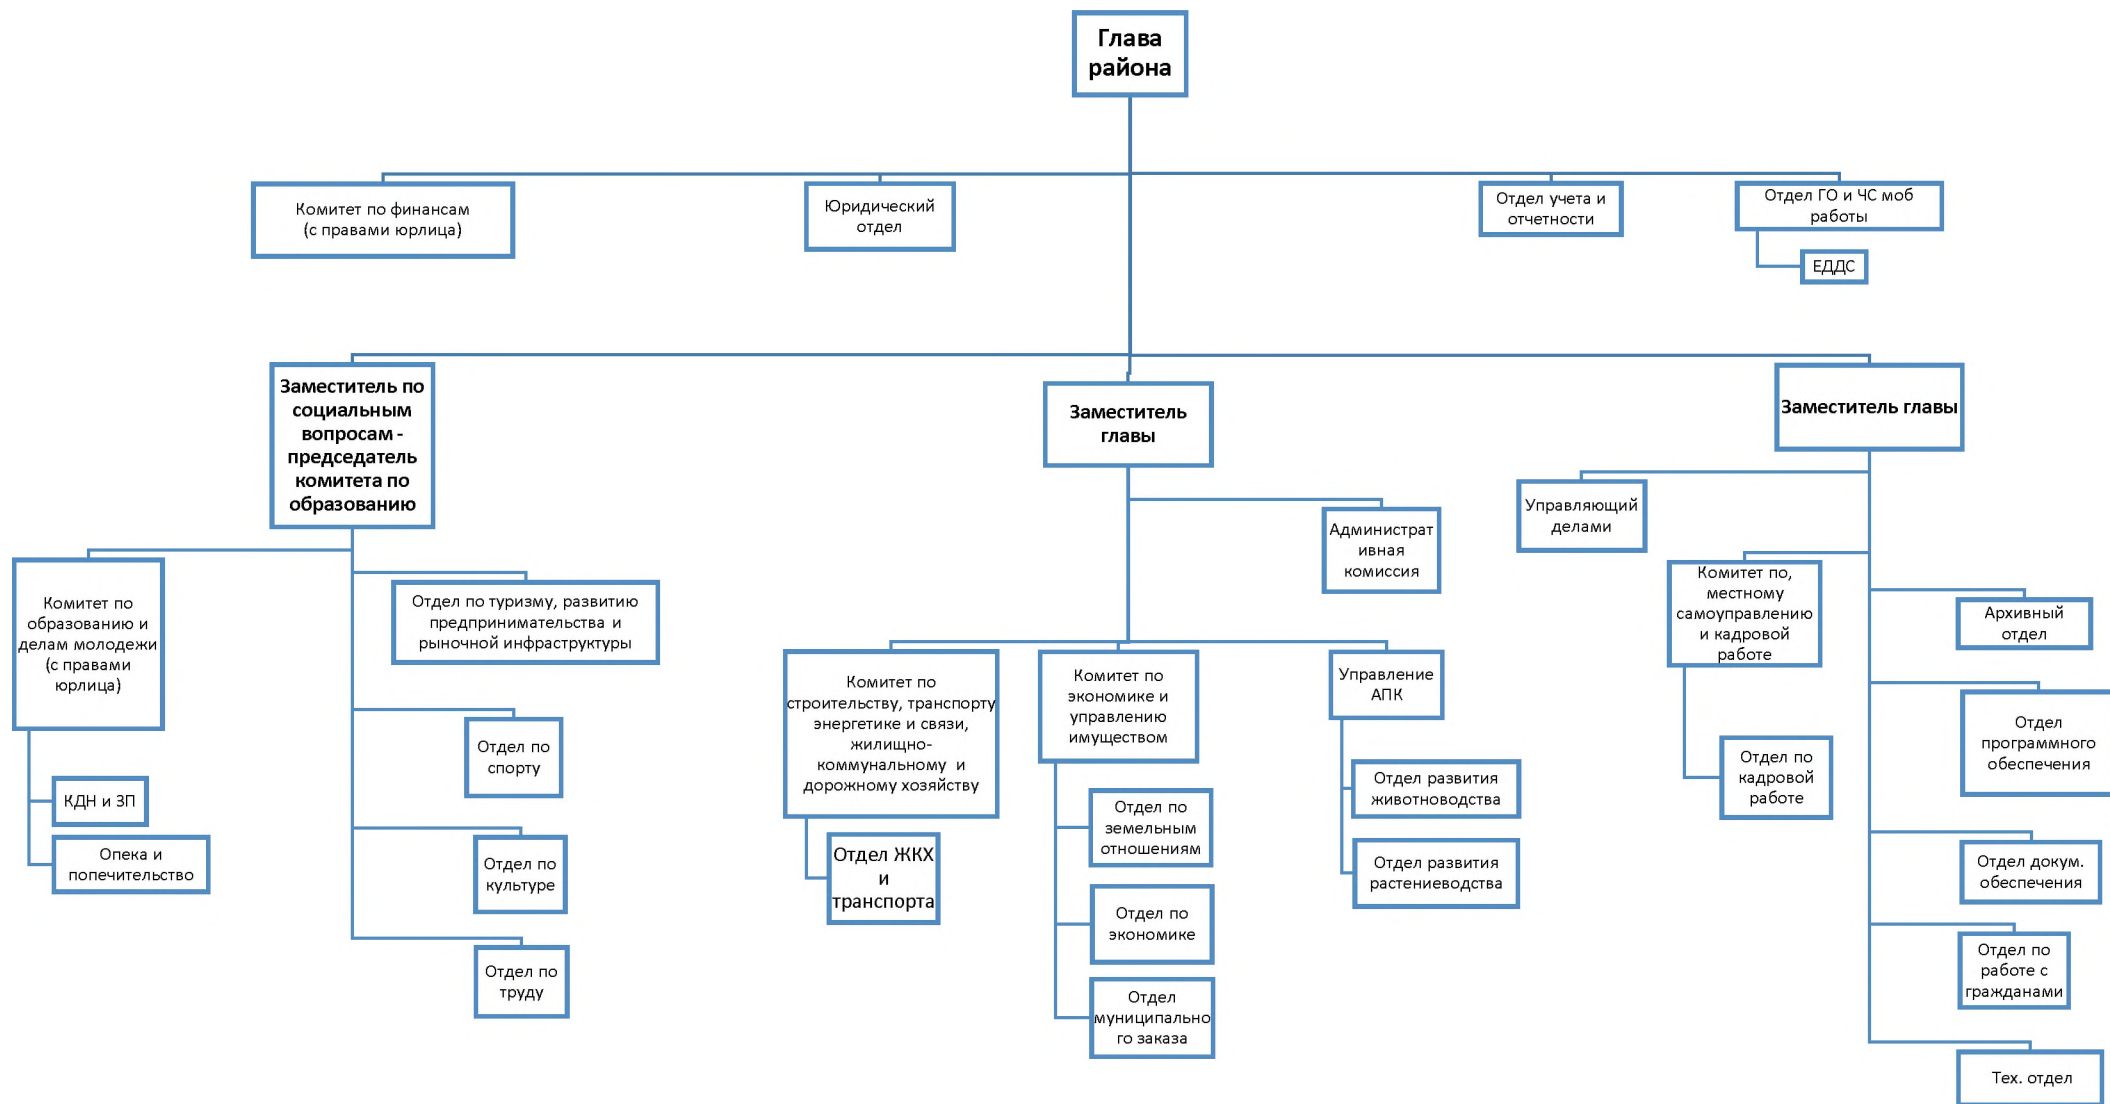 Глава
района
Комитет по финансам
(с правами юрлица)
Юридический
отдел
Отдел учета и
отчетности
Отдел ГО и ЧС моб
работы
ЕДДС
Заместитель по
социальным
вопросам -
председатель
комитета по
образованию
Заместитель
главы
Заместитель главы
Комитет по
образованию и
делам молодежи
(с правами
юрлица)
КДН и ЗП
Опека и
попечительство
Отдел по туризму, развитию
предпринимательства и
рыночной инфраструктуры
Отдел по
спорту
Отдел по
культуре
Отдел по
труду
Администрат
ивная
комиссия
Комитет по
строительству, транспорту
энергетике и связи,
жилищно-
коммунальному и
дорожному хозяйству
Отдел ЖКХ
и
транспорта
Комитет по
экономике и
управлению
имуществом
Отдел по
земельным
отношениям
Отдел по
экономике
Отдел
муниципально
го заказа
Управление
АПК
Отдел развития
животноводства
Отдел развития
растениеводства
Управляющий
делами
Комитет по,
местному
самоуправлению
и кадровой
работе
Отдел по
кадровой
работе
Архивный
отдел
Отдел
программного
обеспечения
Отдел докум.
обеспечения
Отдел по
работе с
гражданами
Тех. отдел